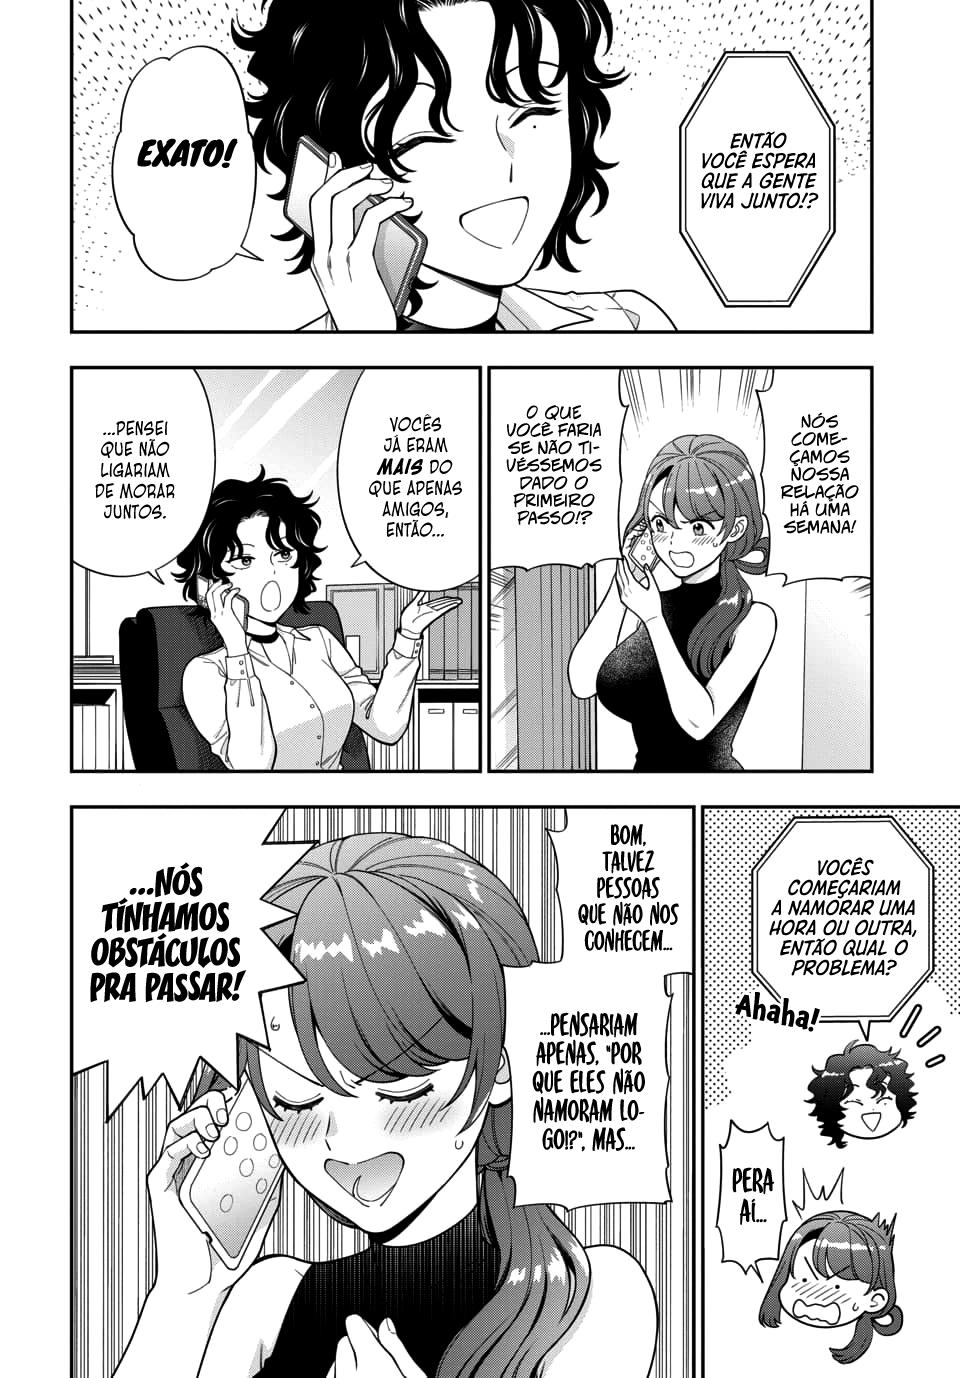 ENTÃO
VOCÊ ESPERA
QUE A GENTE
VIVA JUNTO!?
EXATO!
NÓS
COME-
ÇAMOS
NOSSA
RELAÇÃO
HÁ UMA
SEMANA!
O QUE
VOCÊ FARIA
SE NÃO TI-
VÉSSEMOS
DADO O
PRIMEIRO
PASSO!?
VOCÊS
JÁ ERAM
MAIS DO
QUE APENAS
AMIGOS,
ENTÃO...
...PENSEI
QUE NÃO
LIGARIAM
DE MORAR
JUNTOS.
VOCÊS
COMEÇARIAM
A NAMORAR UMA
HORA OU OUTRA,
ENTÃO QUAL O
PROBLEMA?
Ahaha!
PERA
AÍ...
BOM,
TALVEZ
PESSOAS
QUE NÃO NOS
CONHECEM...
...PENSARIAM
APENAS, "POR
QUE ELES NÃO
NAMORAM LO-
GO!?", MAS...
...NÓS
TÍNHAMOS
OBSTÁCULOS
PRA PASSAR!